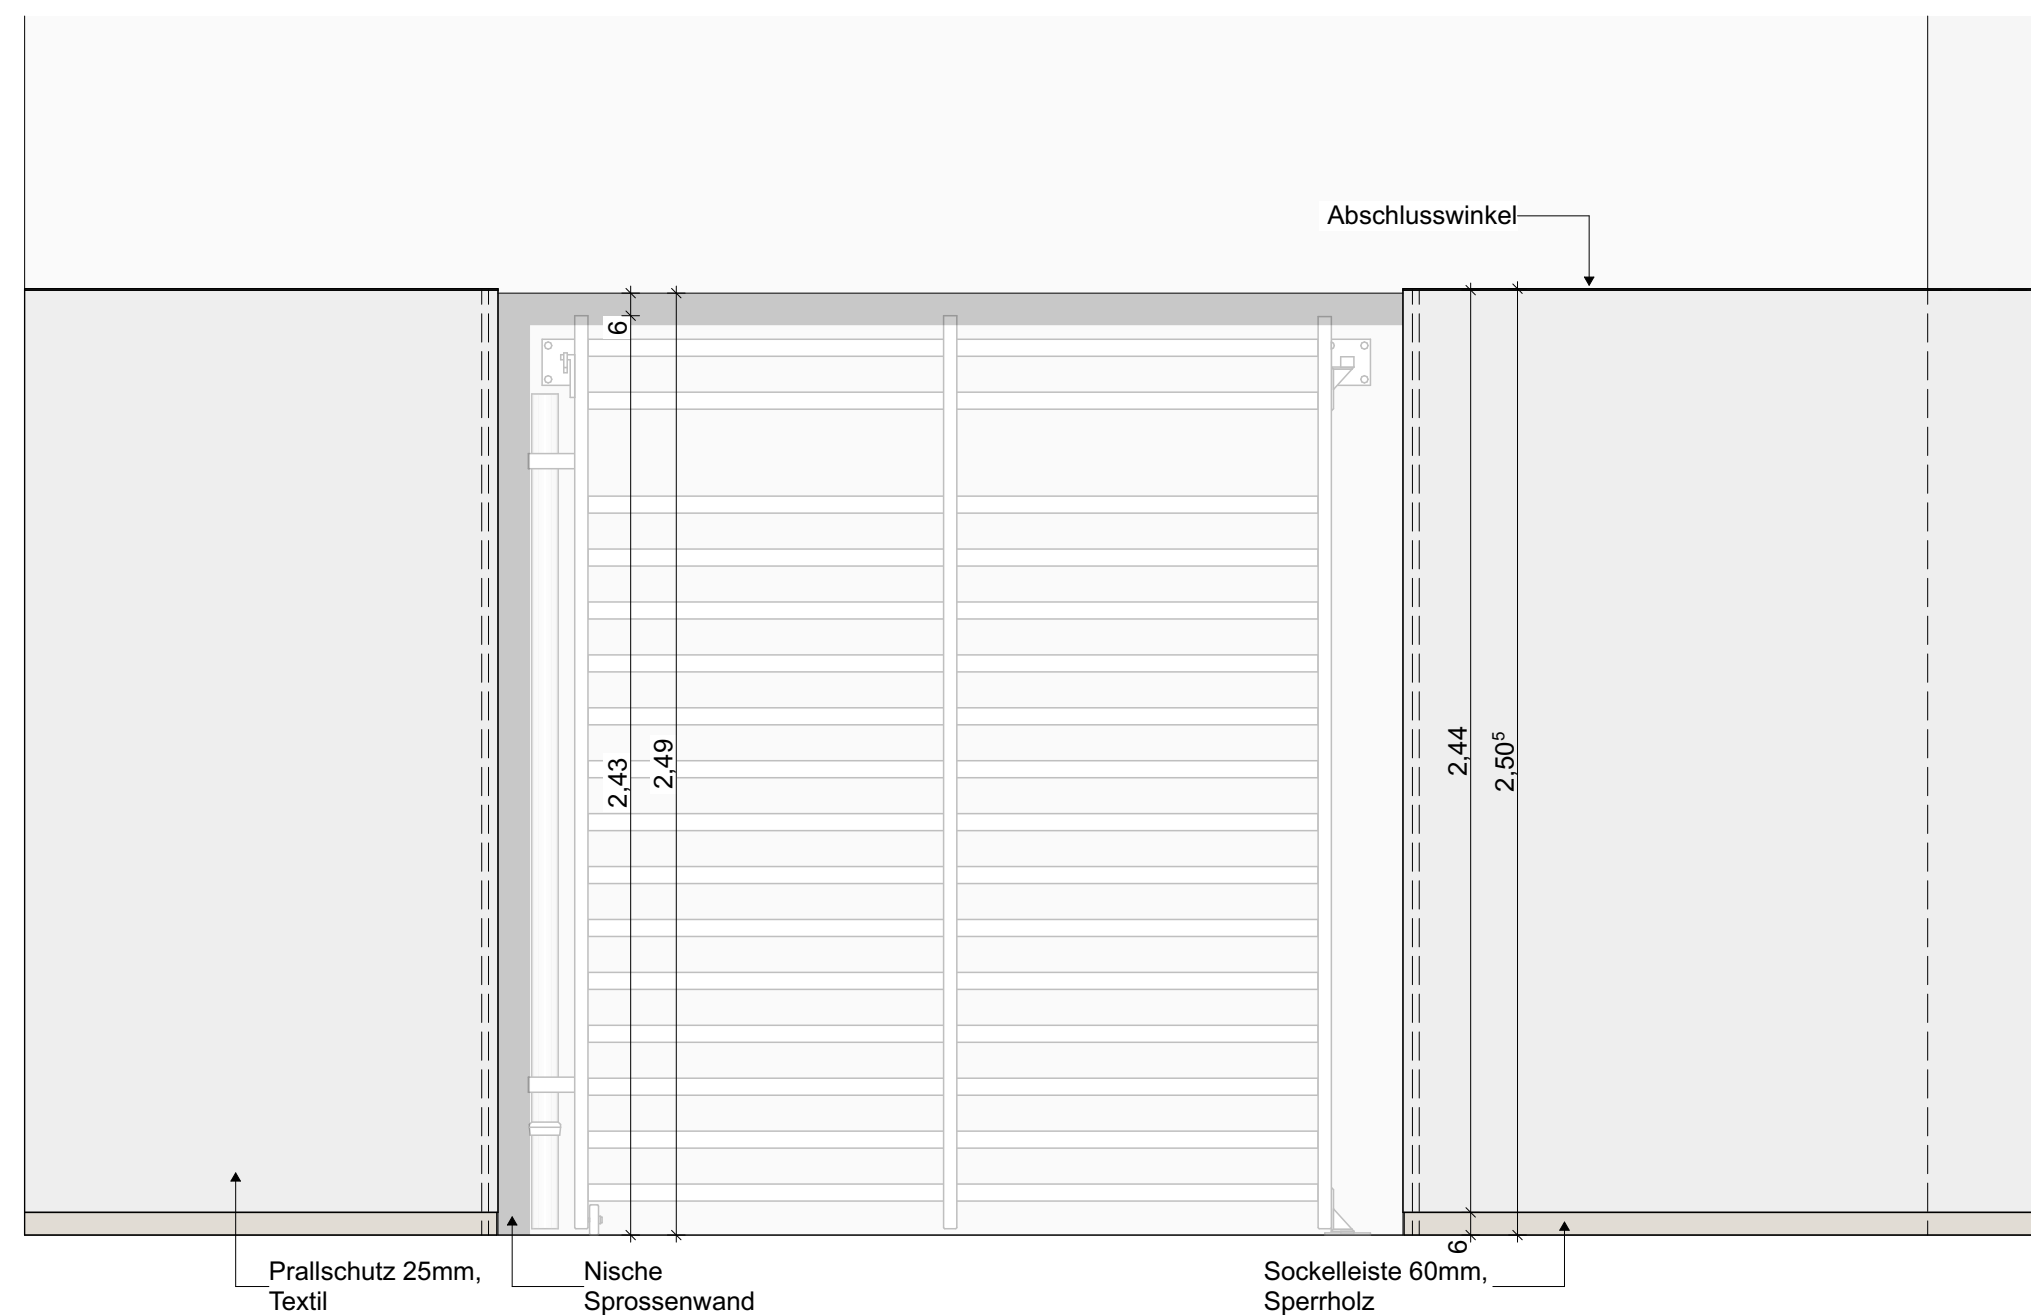 Abschlusswinkel
6
2,43
2,49
2,44
2,50⁵
6
Prallschutz 25mm,
Textil
Nische
Sprossenwand
Sockelleiste 60mm,
Sperrholz